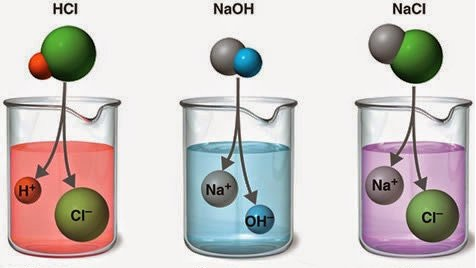 HCl
NaOH
NaCl
H⁺
Cl⁻
Na⁺
OH⁻
Na⁺
Cl⁻